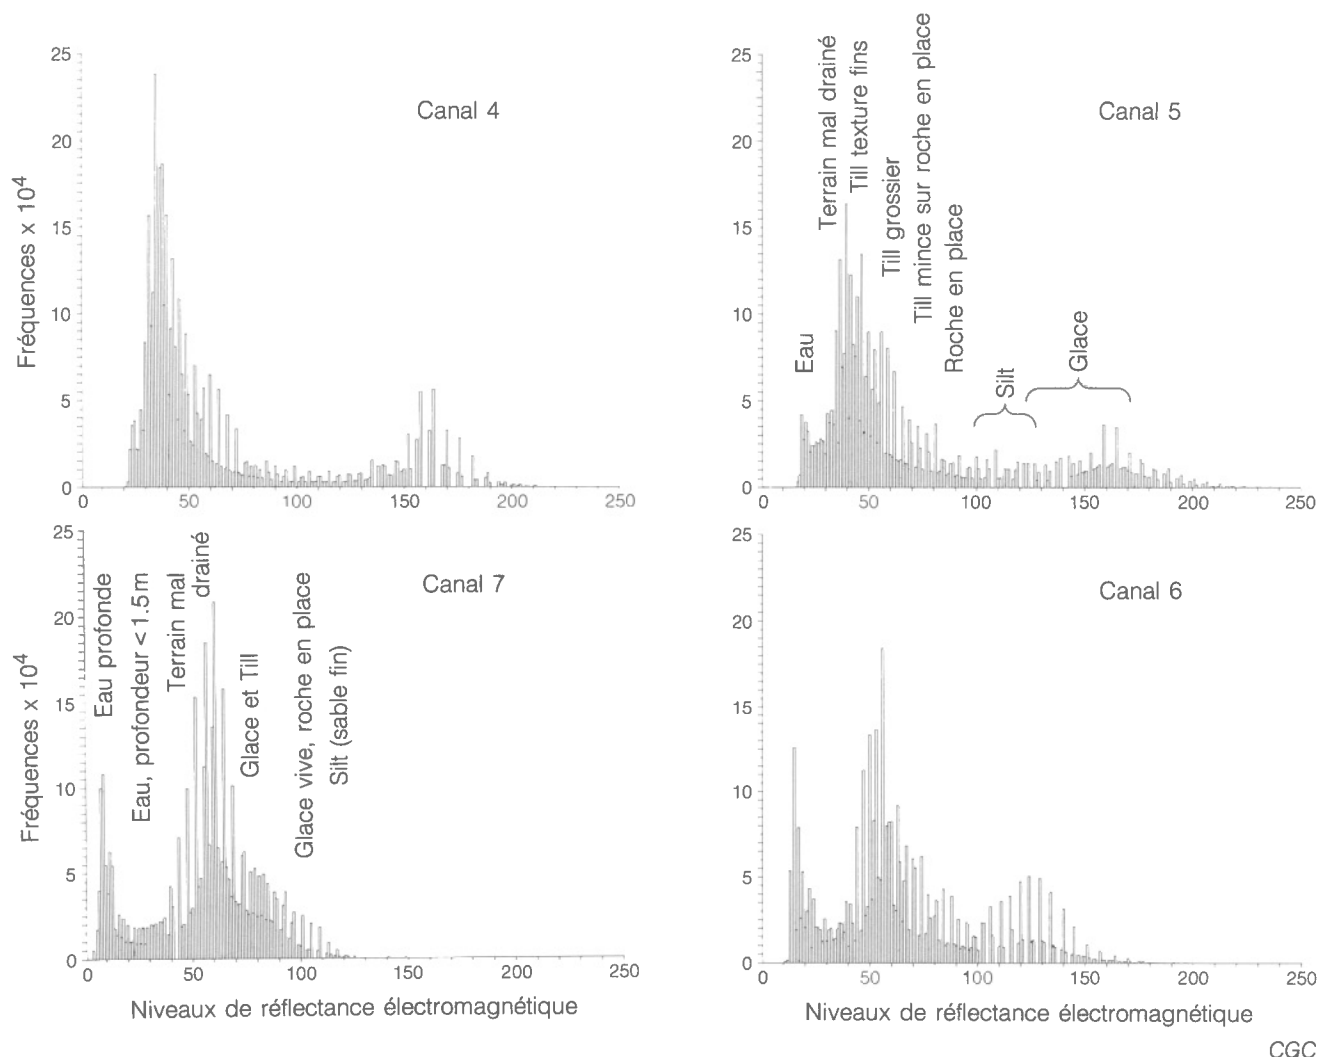 25
20
15
10
5
0
Fréquences x 10⁴
Canal 4
0
50
100
150
200
250
25
20
15
10
5
0
Canal 5
Eau
Terrain mal drainé
Till texture fins
Till grossier
Till mince sur roche en place
Roche en place
Silt
Glace
0
50
100
150
200
250
25
20
15
10
5
0
Fréquences x 10⁴
Canal 7
Eau profonde
Eau, profondeur < 1.5 m
Terrain mal
drainé
Glace et Till
Glace vive, roche en place
Silt (sable fin)
0
50
100
150
200
250
Niveaux de réflectance électromagnétique
25
20
15
10
5
0
Canal 6
0
50
100
150
200
250
Niveaux de réflectance électromagnétique
CGC